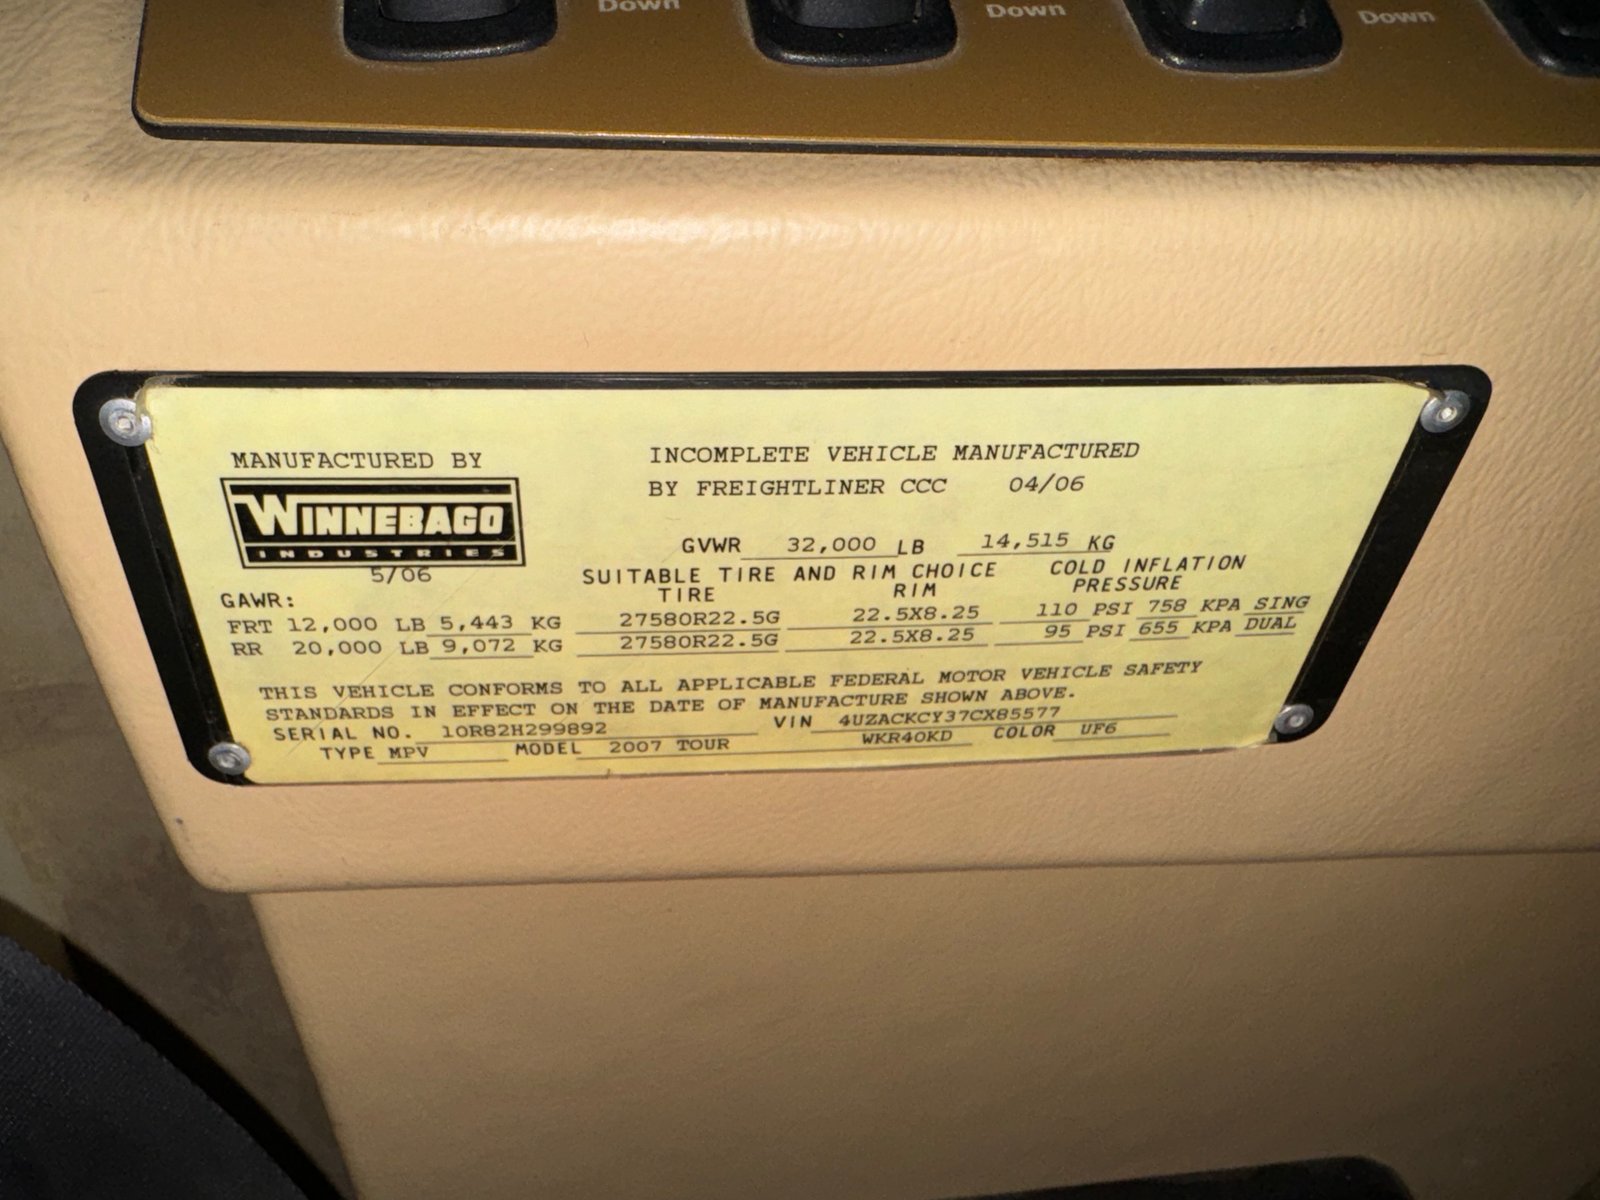 Down Down Down
MANUFACTURED BY
WINNEBAGO
INDUSTRIES
5/06
INCOMPLETE VEHICLE MANUFACTURED
BY FREIGHTLINER CCC 04/06
GVWR 32,000 LB 14,515 KG
SUITABLE TIRE AND RIM CHOICE COLD INFLATION
TIRE RIM PRESSURE
GAWR:
FRT 12,000 LB 5,443 KG 27580R22.5G 22.5X8.25 110 PSI 758 KPA SING
RR 20,000 LB 9,072 KG 27580R22.5G 22.5X8.25 95 PSI 655 KPA DUAL
THIS VEHICLE CONFORMS TO ALL APPLICABLE FEDERAL MOTOR VEHICLE SAFETY
STANDARDS IN EFFECT ON THE DATE OF MANUFACTURE SHOWN ABOVE.
SERIAL NO. 10R82H299892 VIN 4UZACKCY37CX85577
TYPE MPV MODEL 2007 TOUR WKR40KD COLOR UF6